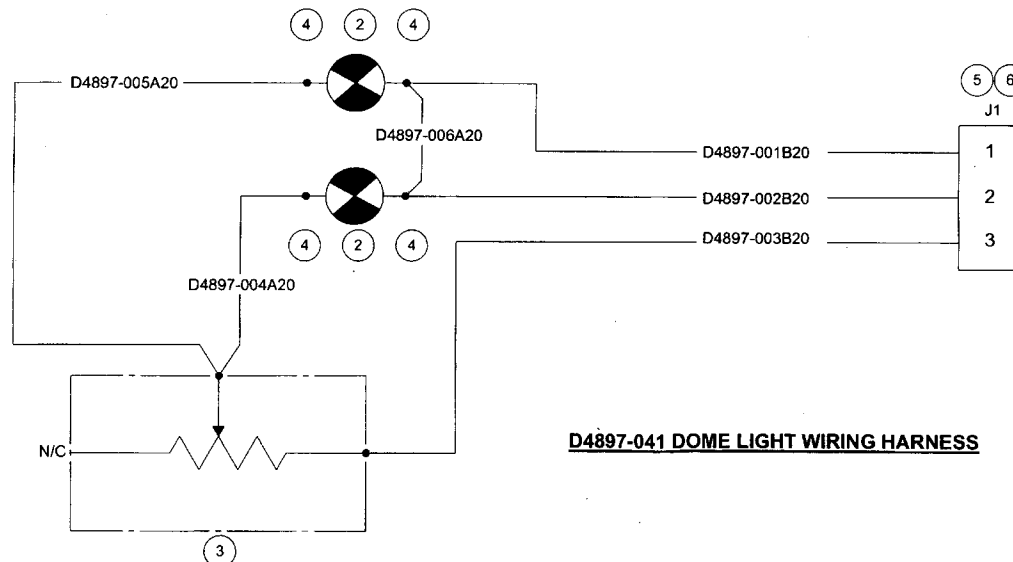 4 2 4
D4897-005A20
5 6
J1
D4897-006A20
D4897-001B20
1
D4897-002B20
2
D4897-003B20
3
4 2 4
D4897-004A20
N/C
D4897-041 DOME LIGHT WIRING HARNESS
3